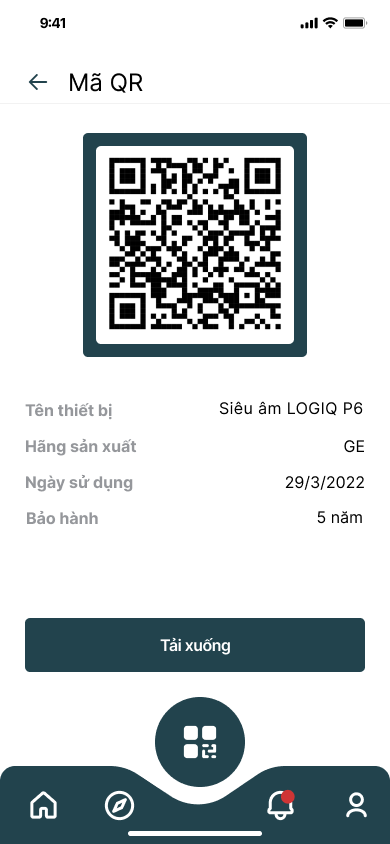 9:41
Mã QR
Tên thiết bị
Siêu âm LOGIQ P6
Hãng sản xuất
GE
Ngày sử dụng
29/3/2022
Bảo hành
5 năm
Tải xuống